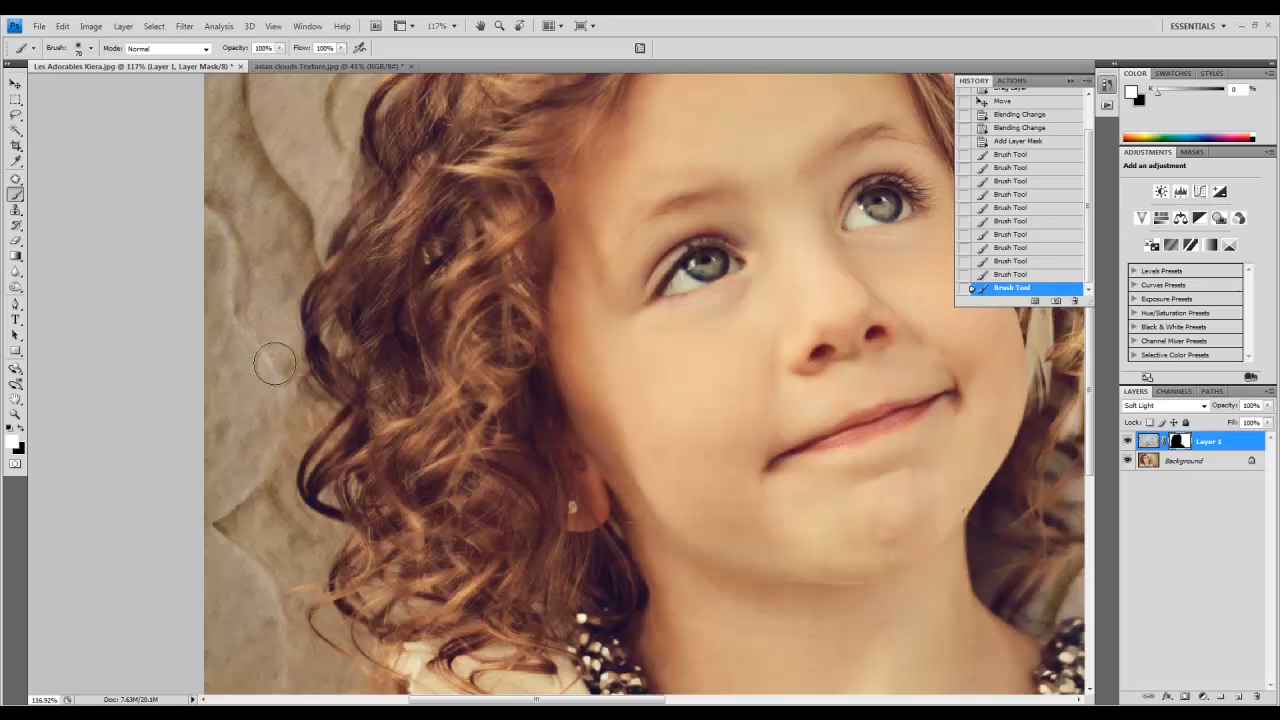 Ps File Edit Image Layer Select Filter Analysis 3D View Window Help Br 117% ESSENTIALS
Brush: 70 Mode: Normal Opacity: 100% Flow: 100%
Les Adorables Kiera.jpg @ 117% (Layer 1, Layer Mask/8) * × asian clouds Texture.jpg @ 41% (RGB/8#) * ×
HISTORY ACTIONS
Drag Layer
Move
Blending Change
Blending Change
Add Layer Mask
Brush Tool
Brush Tool
Brush Tool
Brush Tool
Brush Tool
Brush Tool
Brush Tool
Brush Tool
Brush Tool
Brush Tool
Brush Tool
COLOR SWATCHES STYLES
K 0 %
ADJUSTMENTS MASKS
Add an adjustment
Levels Presets
Curves Presets
Exposure Presets
Hue/Saturation Presets
Black & White Presets
Channel Mixer Presets
Selective Color Presets
LAYERS CHANNELS PATHS
Soft Light Opacity: 100%
Lock: Fill: 100%
Layer 1
Background
116.92% Doc: 7.63M/20.1M